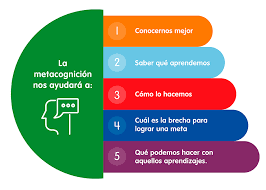 La
metacognición
nos ayudará a:
1 Conocernos mejor
2 Saber qué aprendemos
3 Cómo lo hacemos
4 Cuál es la brecha para
lograr una meta
5 Qué podemos hacer con
aquellos aprendizajes.